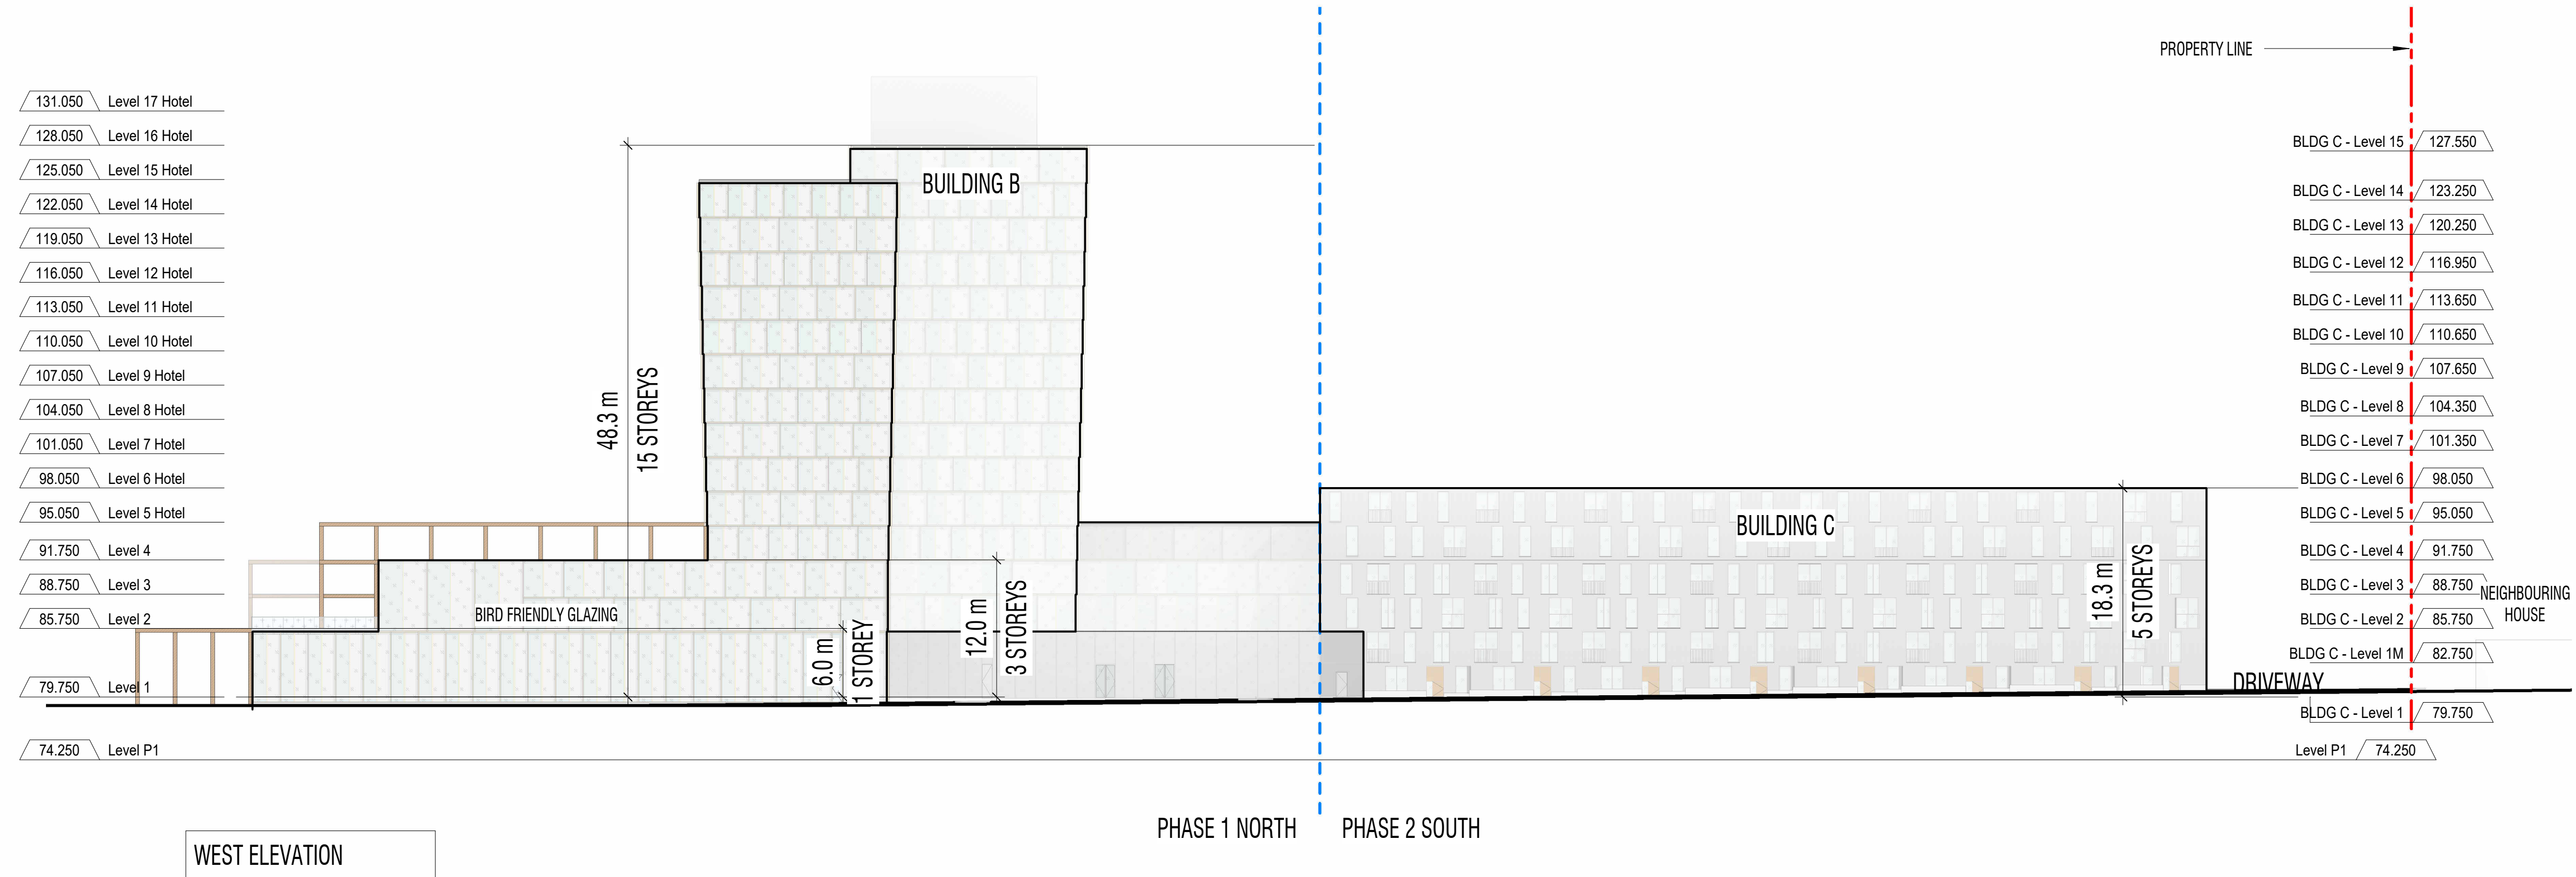 PROPERTY LINE
131.050 Level 17 Hotel
128.050 Level 16 Hotel
125.050 Level 15 Hotel
122.050 Level 14 Hotel
119.050 Level 13 Hotel
116.050 Level 12 Hotel
113.050 Level 11 Hotel
110.050 Level 10 Hotel
107.050 Level 9 Hotel
104.050 Level 8 Hotel
101.050 Level 7 Hotel
98.050 Level 6 Hotel
95.050 Level 5 Hotel
91.750 Level 4
88.750 Level 3
85.750 Level 2
79.750 Level 1
74.250 Level P1
BUILDING B
48.3 m
15 STOREYS
BIRD FRIENDLY GLAZING
6.0 m
1 STOREY
12.0 m
3 STOREYS
BUILDING C
18.3 m
5 STOREYS
BLDG C - Level 15 127.550
BLDG C - Level 14 123.250
BLDG C - Level 13 120.250
BLDG C - Level 12 116.950
BLDG C - Level 11 113.650
BLDG C - Level 10 110.650
BLDG C - Level 9 107.650
BLDG C - Level 8 104.350
BLDG C - Level 7 101.350
BLDG C - Level 6 98.050
BLDG C - Level 5 95.050
BLDG C - Level 4 91.750
BLDG C - Level 3 88.750
BLDG C - Level 2 85.750
BLDG C - Level 1M 82.750
BLDG C - Level 1 79.750
Level P1 74.250
NEIGHBOURING
HOUSE
DRIVEWAY
PHASE 1 NORTH
PHASE 2 SOUTH
WEST ELEVATION